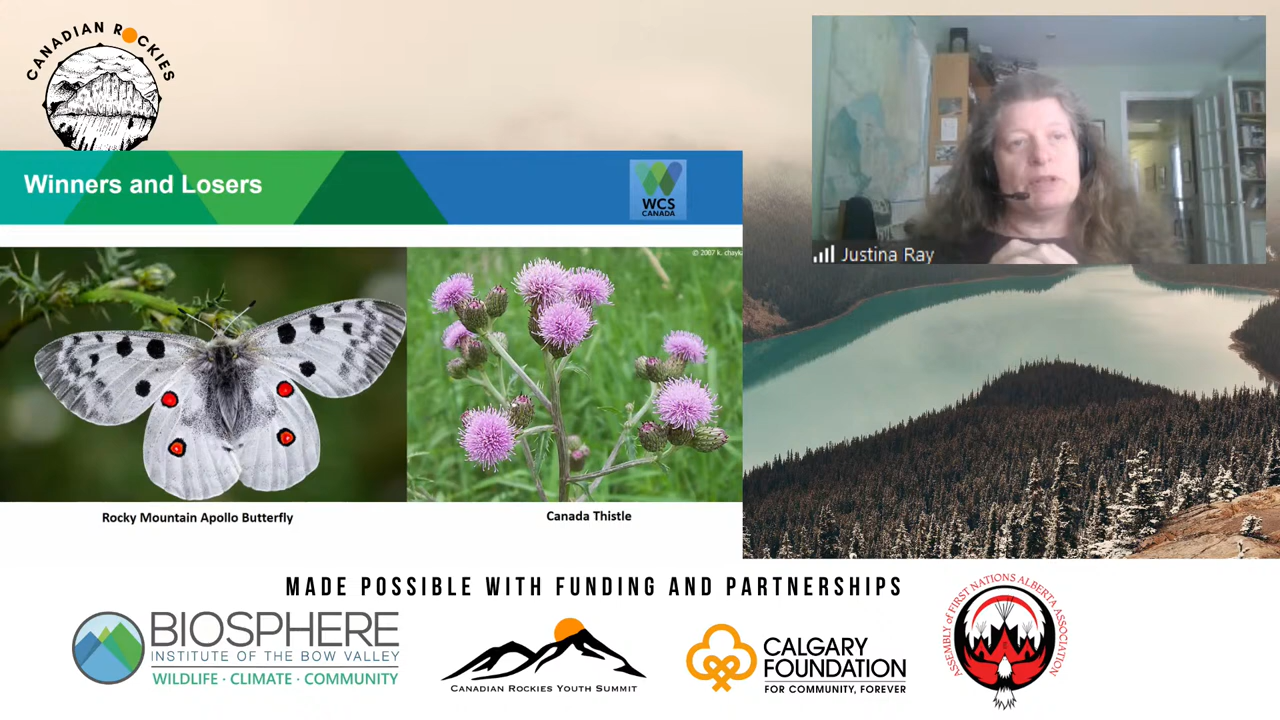 CANADIAN ROCKIES
Winners and Losers
WCS
CANADA
© 2007 k. chayk
Justina Ray
Rocky Mountain Apollo Butterfly
Canada Thistle
MADE POSSIBLE WITH FUNDING AND PARTNERSHIPS
BIOSPHERE
INSTITUTE OF THE BOW VALLEY
WILDLIFE · CLIMATE · COMMUNITY
CANADIAN ROCKIES YOUTH SUMMIT
CALGARY
FOUNDATION
FOR COMMUNITY, FOREVER
ASSEMBLY of FIRST NATIONS ALBERTA ASSOCIATION